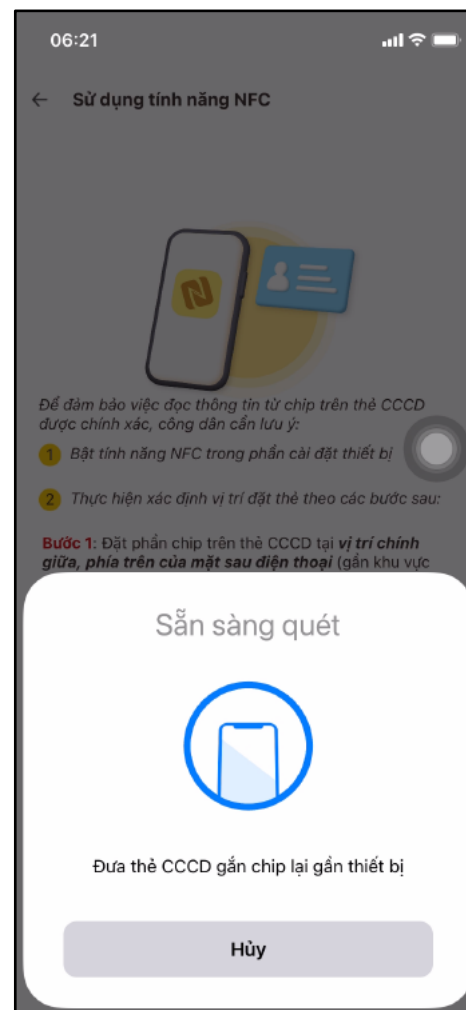 06:21
Sử dụng tính năng NFC
Để đảm bảo việc đọc thông tin từ chip trên thẻ CCCD
được chính xác, công dân cần lưu ý:
1 Bật tính năng NFC trong phần cài đặt thiết bị
2 Thực hiện xác định vị trí đặt thẻ theo các bước sau:
Bước 1: Đặt phần chip trên thẻ CCCD tại vị trí chính
giữa, phía trên của mặt sau điện thoại (gần khu vực
Sẵn sàng quét
Đưa thẻ CCCD gắn chip lại gần thiết bị
Hủy